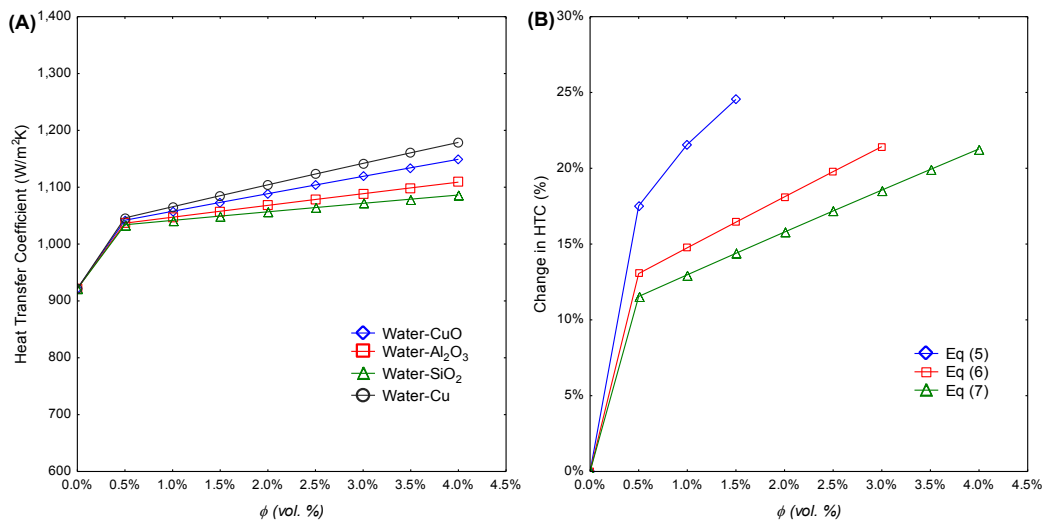 (A)
1,400
1,300
1,200
1,100
1,000
900
800
700
600
Heat Transfer Coefficient (W/m²K)
Water-CuO
Water-Al₂O₃
Water-SiO₂
Water-Cu
0.0% 0.5% 1.0% 1.5% 2.0% 2.5% 3.0% 3.5% 4.0% 4.5%
ϕ (vol. %)
(B)
30%
25%
20%
15%
10%
5%
0%
Change in HTC (%)
Eq (5)
Eq (6)
Eq (7)
0.0% 0.5% 1.0% 1.5% 2.0% 2.5% 3.0% 3.5% 4.0% 4.5%
ϕ (vol. %)